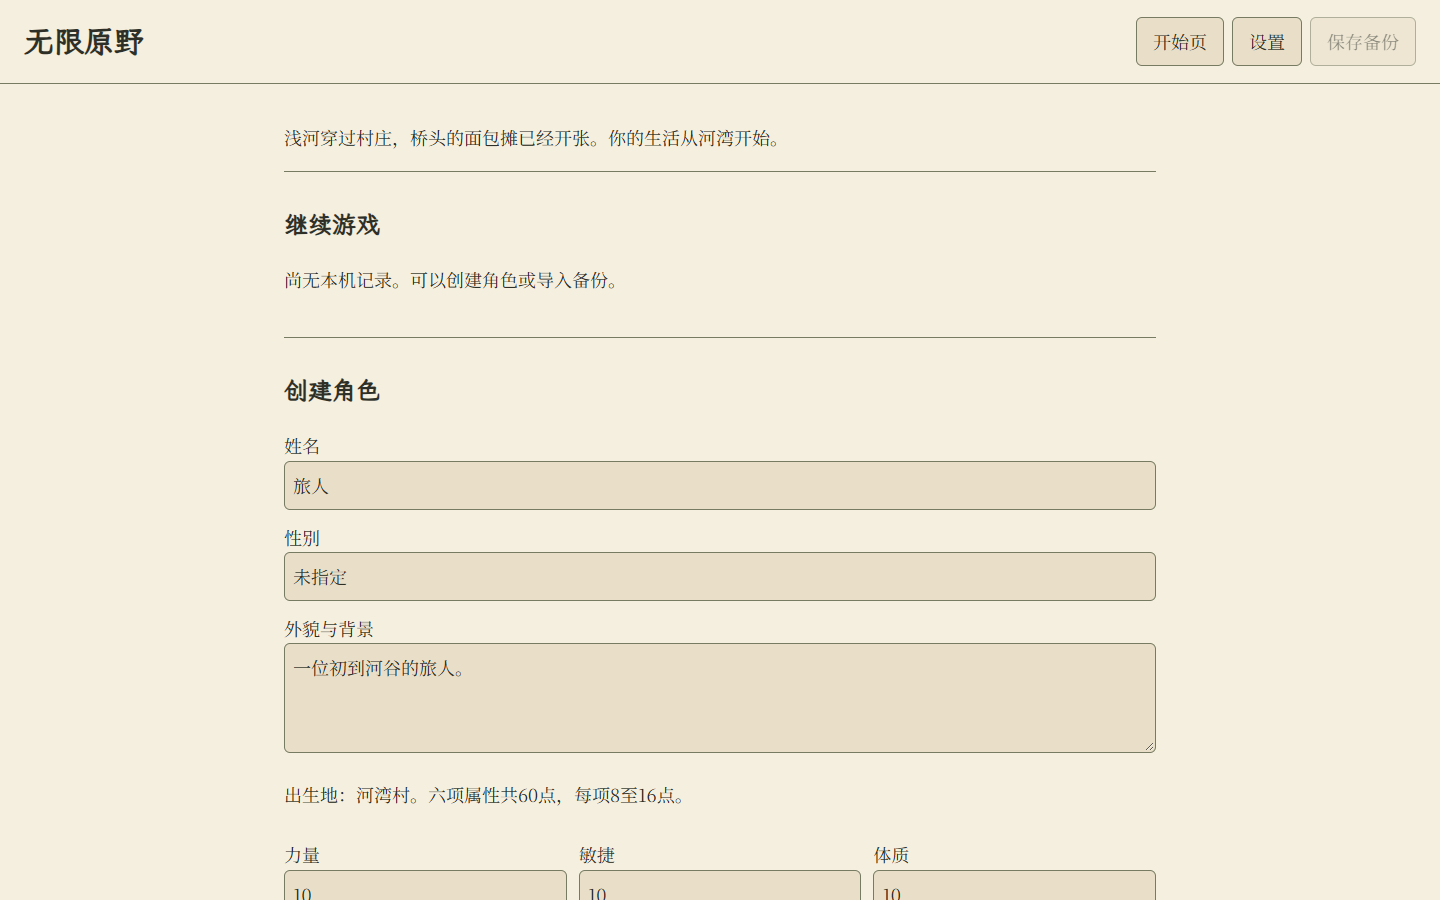 无限原野
开始页
设置
保存备份
浅河穿过村庄，桥头的面包摊已经开张。你的生活从河湾开始。
继续游戏
尚无本机记录。可以创建角色或导入备份。
创建角色
姓名
旅人
性别
未指定
外貌与背景
一位初到河谷的旅人。
出生地：河湾村。六项属性共60点，每项8至16点。
力量
敏捷
体质
10
10
10